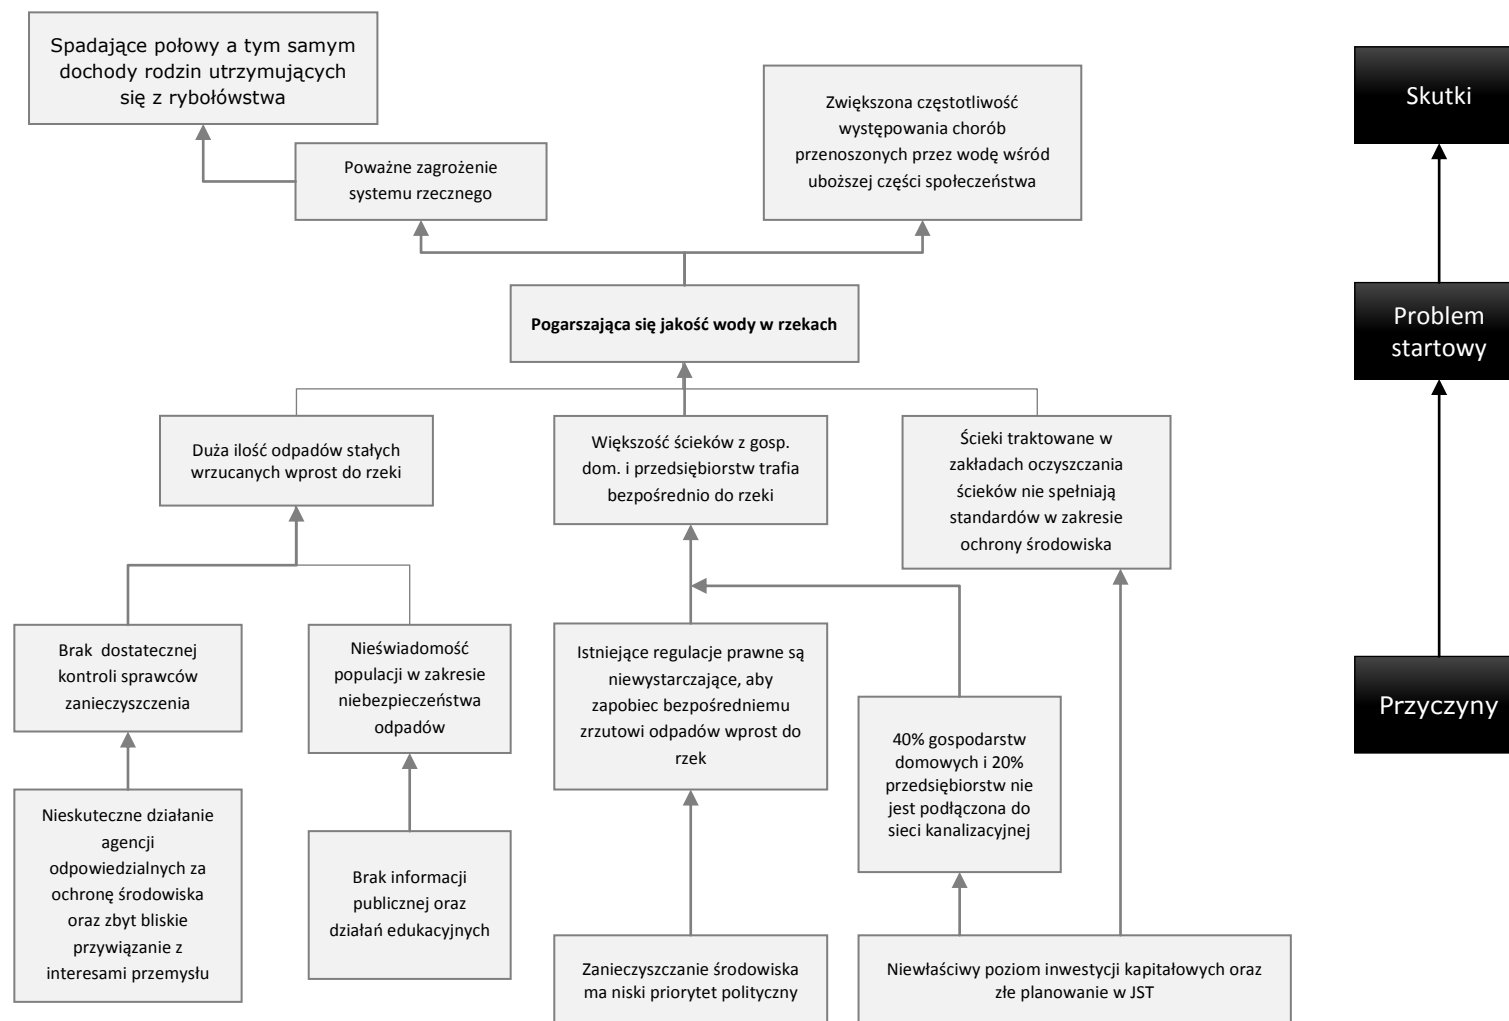 Spadające połowy a tym samym
dochody rodzin utrzymujących
się z rybołówstwa
Zwiększona częstotliwość
występowania chorób
przenoszonych przez wodę wśród
uboższej części społeczeństwa
Skutki
Poważne zagrożenie
systemu rzecznego
Pogarszająca się jakość wody w rzekach
Problem
startowy
Duża ilość odpadów stałych
wrzucanych wprost do rzeki
Większość ścieków z gosp.
dom. i przedsiębiorstw trafia
bezpośrednio do rzeki
Ścieki traktowane w
zakładach oczyszczania
ścieków nie spełniają
standardów w zakresie
ochrony środowiska
Brak dostatecznej
kontroli sprawców
zanieczyszczenia
Nieświadomość
populacji w zakresie
niebezpieczeństwa
odpadów
Istniejące regulacje prawne są
niewystarczające, aby
zapobiec bezpośredniemu
zrzutowi odpadów wprost do
rzek
40% gospodarstw
domowych i 20%
przedsiębiorstw nie
jest podłączona do
sieci kanalizacyjnej
Przyczyny
Nieskuteczne działanie
agencji
odpowiedzialnych za
ochronę środowiska
oraz zbyt bliskie
przywiązanie z
interesami przemysłu
Brak informacji
publicznej oraz
działań edukacyjnych
Zanieczyszczanie środowiska
ma niski priorytet polityczny
Niewłaściwy poziom inwestycji kapitałowych oraz
złe planowanie w JST